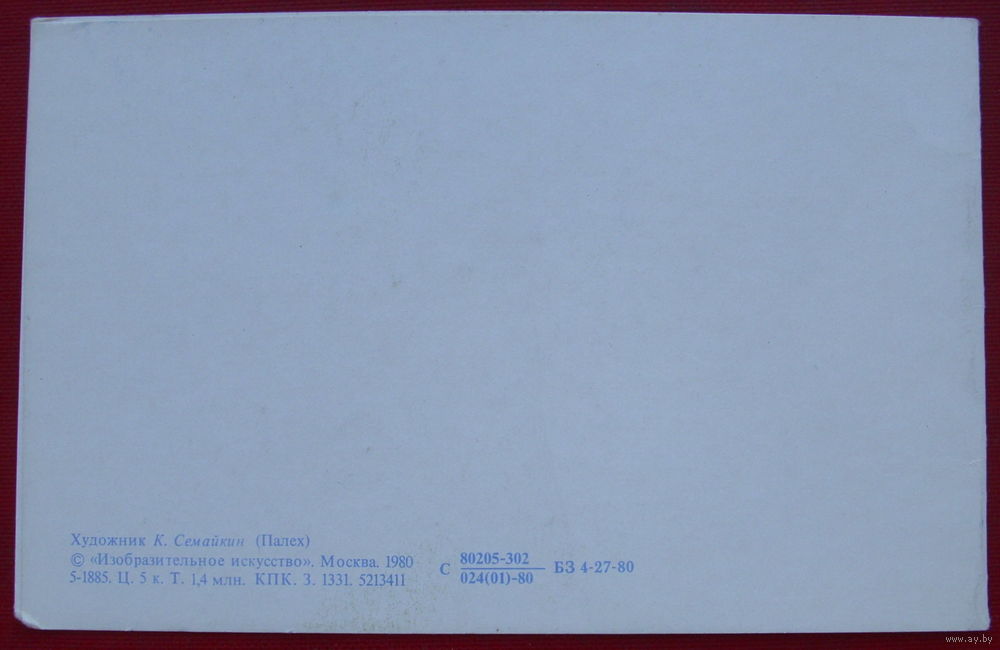 Художник К. Семайкин (Палех)
© «Изобразительное искусство». Москва. 1980
5-1885. Ц. 5 к. Т. 1,4 млн. КПК. З. 1331. 5213411
С 80205-302 БЗ 4-27-80
024(01)-80
www.ay.by